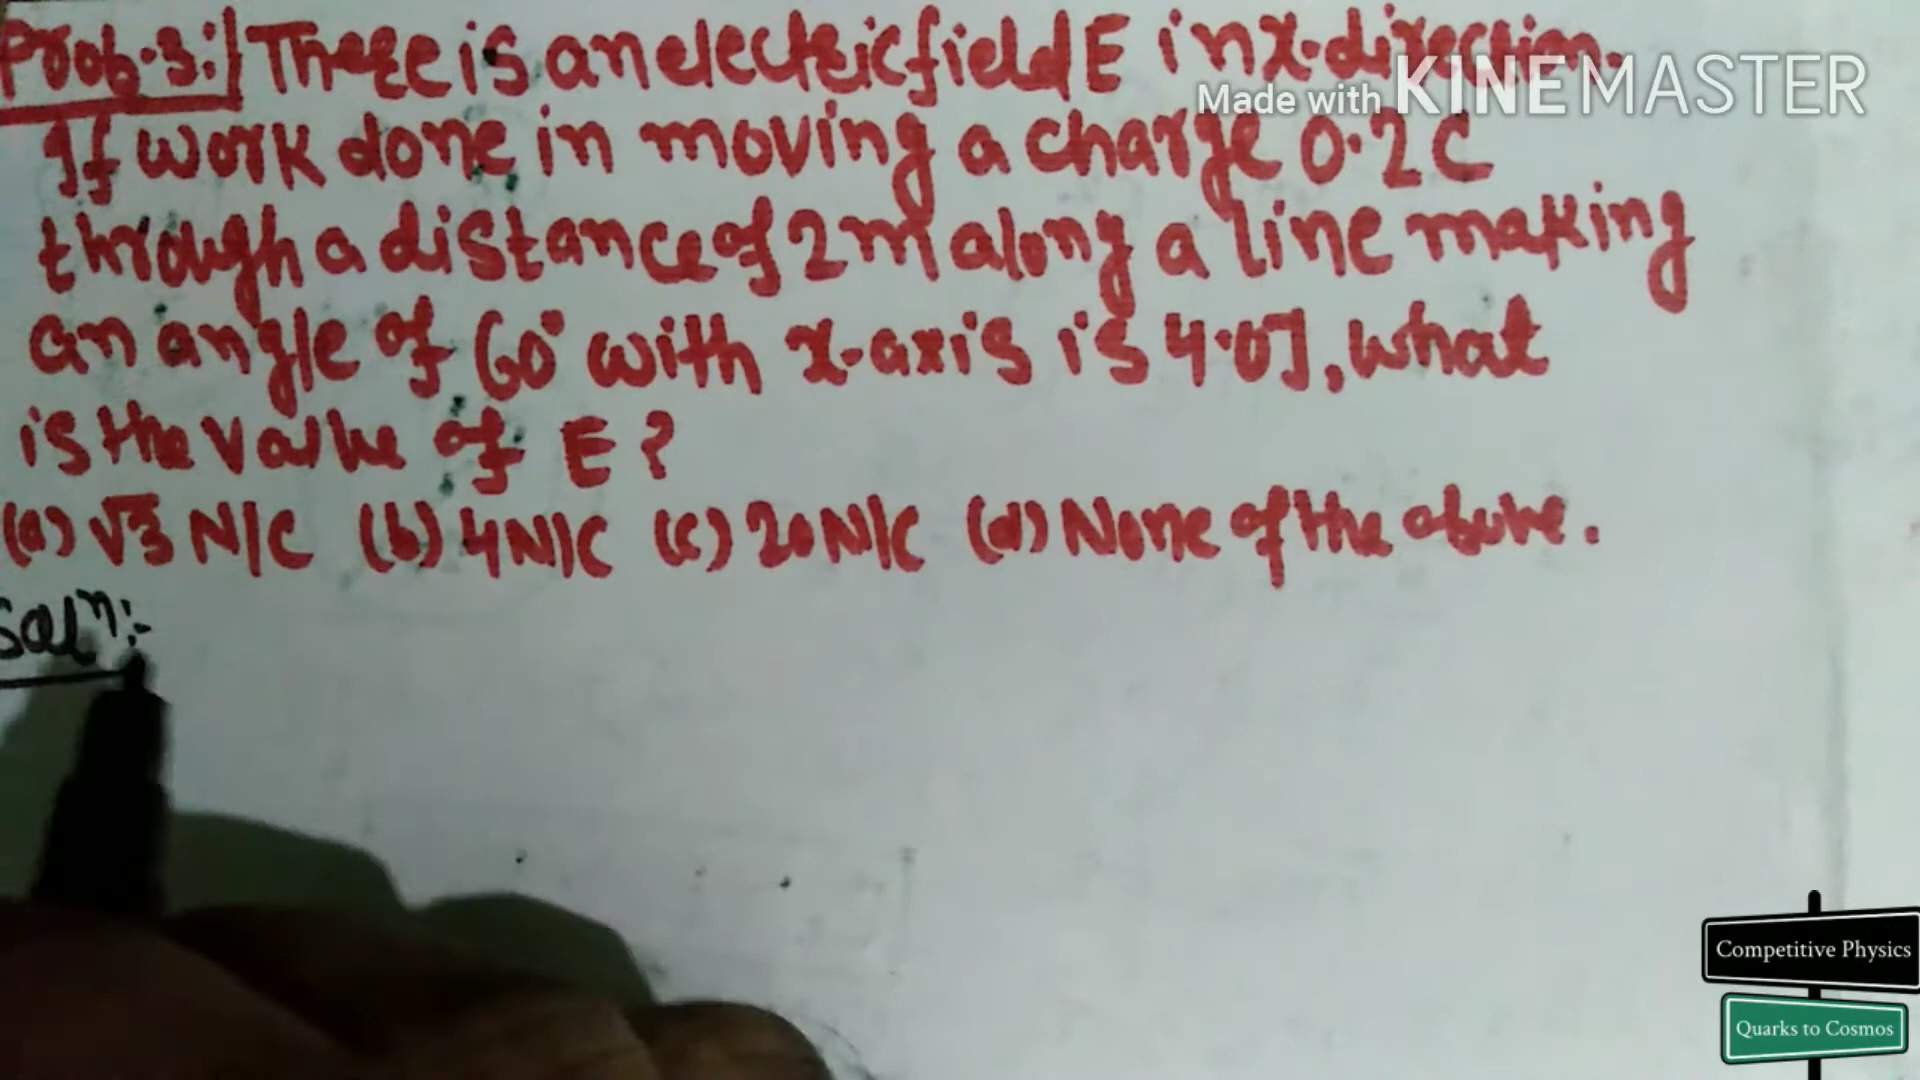 Prob.3:| There is an electric field E in x-direction.
Made with KINEMASTER
If work done in moving a charge 0.2C
through a distance of 2m along a line making
an angle of 60° with x-axis is 4.0J, what
is the value of E?
(a) √3 N/C (b) 4N/C (c) 20N/C (d) None of the above.
Solⁿ:-
Competitive Physics
Quarks to Cosmos